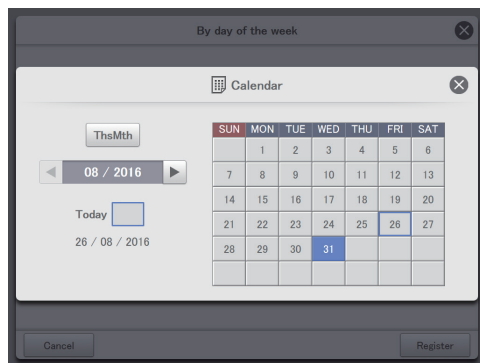 By day of the week
Calendar
ThsMth
08 / 2016
Today
26 / 08 / 2016
SUN MON TUE WED THU FRI SAT
1 2 3 4 5 6
7 8 9 10 11 12 13
14 15 16 17 18 19 20
21 22 23 24 25 26 27
28 29 30 31
Cancel Register